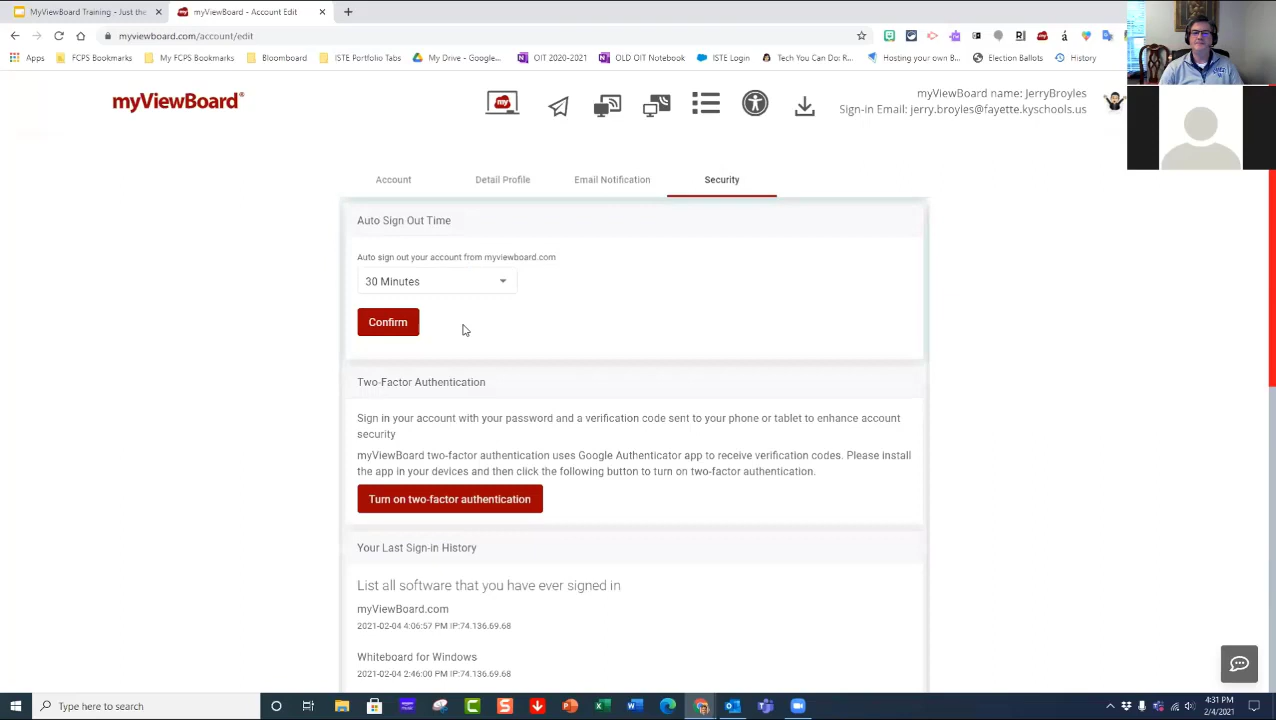 MyViewBoard Training - Just the
myViewBoard - Account Edit
myviewboard.com/account/edit
Apps
FCPS Bookmarks
My FCPS Bookmarks
Bloomboard
ISTE Portfolio Tabs
My Drive - Google...
OIT 2020-2021
OLD OIT Notebook
ISTE Login
Tech You Can Do: R...
Hosting your own B...
Election Ballots
History
myViewBoard®
myViewBoard name: JerryBroyles
Sign-in Email: jerry.broyles@fayette.kyschools.us
Account
Detail Profile
Email Notification
Security
Auto Sign Out Time
Auto sign out your account from myviewboard.com
30 Minutes
Confirm
Two-Factor Authentication
Sign in your account with your password and a verification code sent to your phone or tablet to enhance account
security
myViewBoard two-factor authentication uses Google Authenticator app to receive verification codes. Please install
the app in your devices and then click the following button to turn on two-factor authentication.
Turn on two-factor authentication
Your Last Sign-in History
List all software that you have ever signed in
myViewBoard.com
2021-02-04 4:06:57 PM IP:74.136.69.68
Whiteboard for Windows
2021-02-04 2:46:00 PM IP:74.136.69.68
Type here to search
4:31 PM
2/4/2021